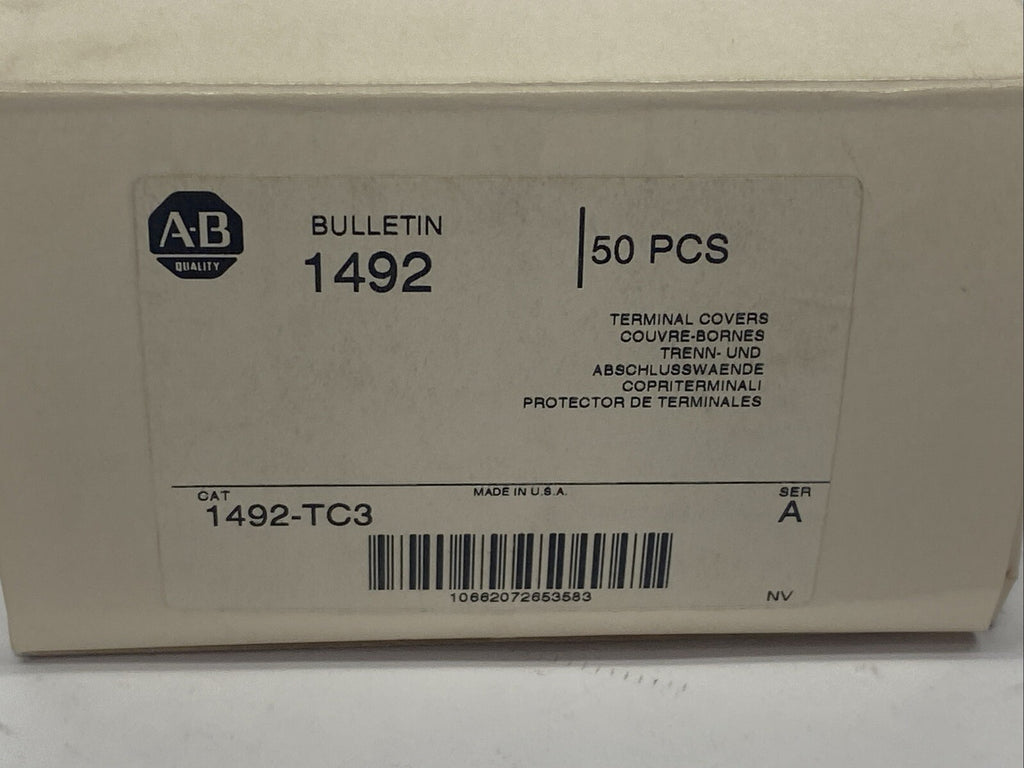 A-B
QUALITY
BULLETIN
1492
50 PCS
TERMINAL COVERS
COUVRE-BORNES
TRENN- UND
ABSCHLUSSWAENDE
COPRITERMINALI
PROTECTOR DE TERMINALES
CAT
MADE IN U.S.A.
SER
1492-TC3
A
10662072653583
NV